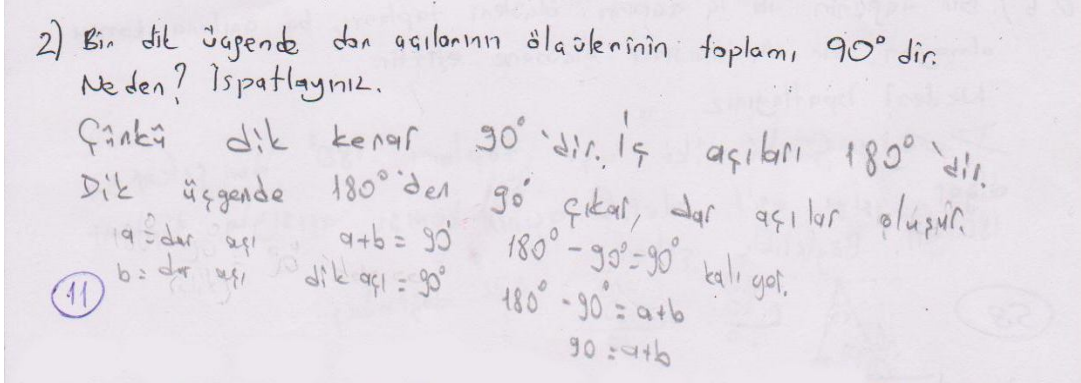 2) Bir dik üçgende dar açılarının ölçülerinin toplamı 90° dir.
Neden? İspatlayınız.
Çünkü dik kenar 90°'dir. İç açıları 180°'dir.
Dik üçgende 180°'den 90° çıkar, dar açılar oluşur.
a = dar açı a+b = 90° 180° - 90° = 90° kalıyor.
b = dar açı dik açı = 90° 180° - 90° = a+b
90 = a+b
11